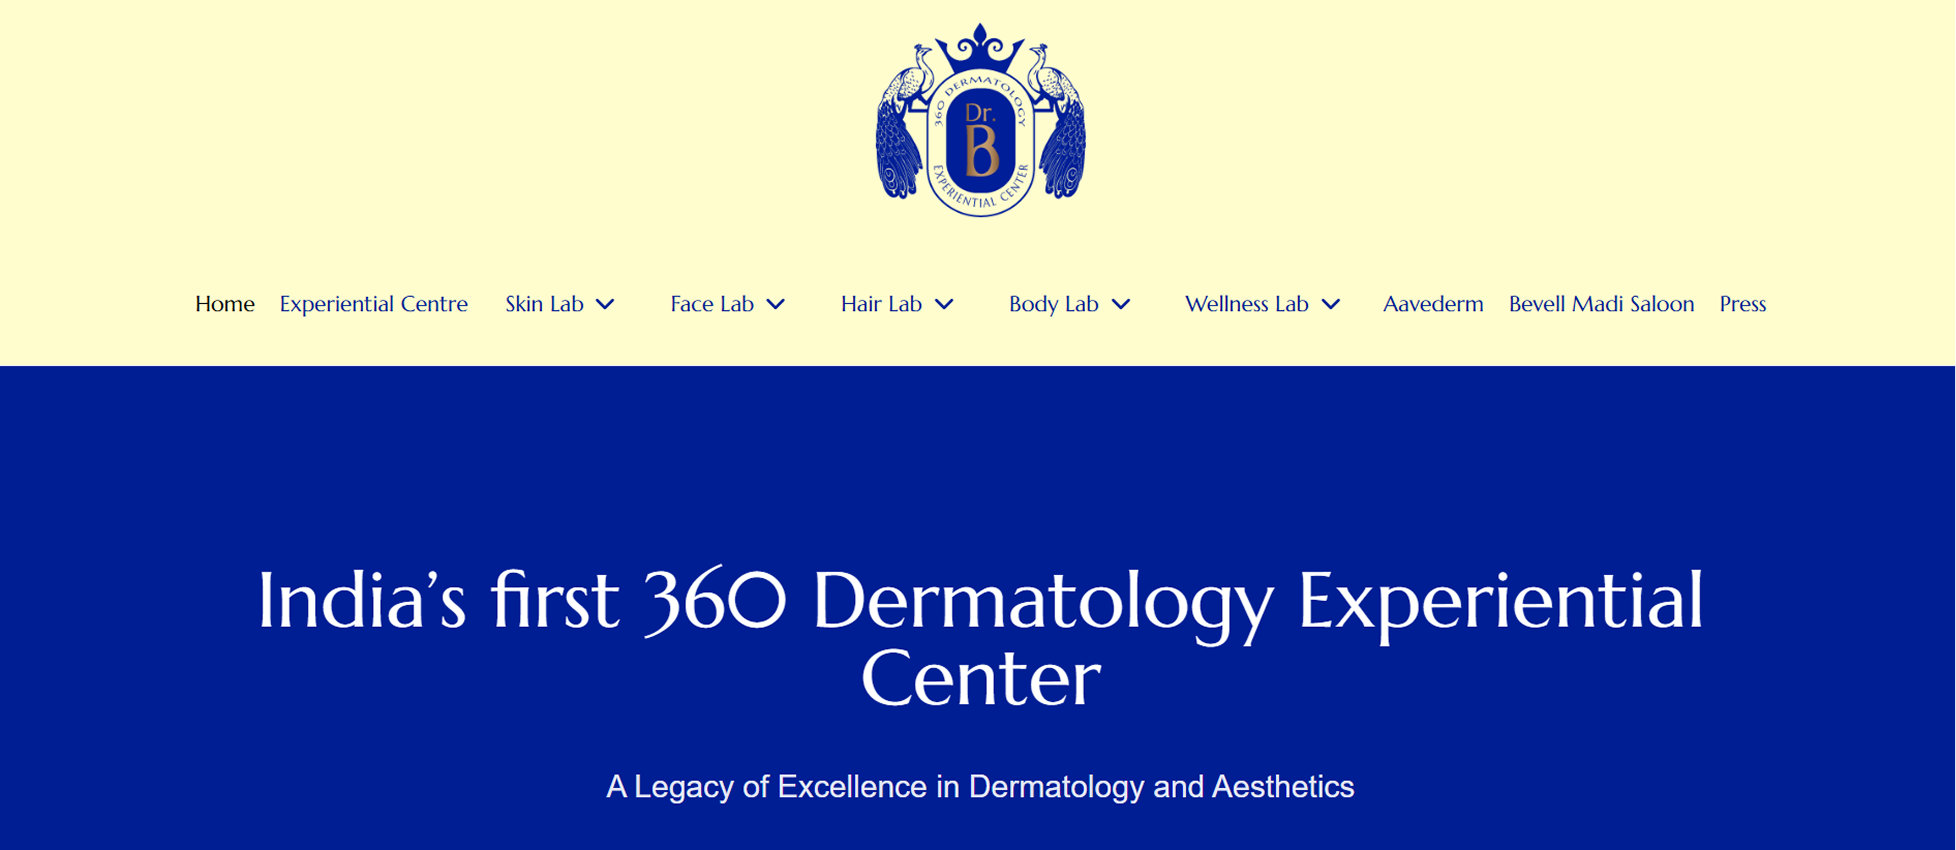 360 DERMATOLOGY
Dr.
B
EXPERIENTIAL CENTER
Home Experiential Centre Skin Lab Face Lab Hair Lab Body Lab Wellness Lab Aavederm Bevell Madi Saloon Press
India’s first 360 Dermatology Experiential
Center
A Legacy of Excellence in Dermatology and Aesthetics